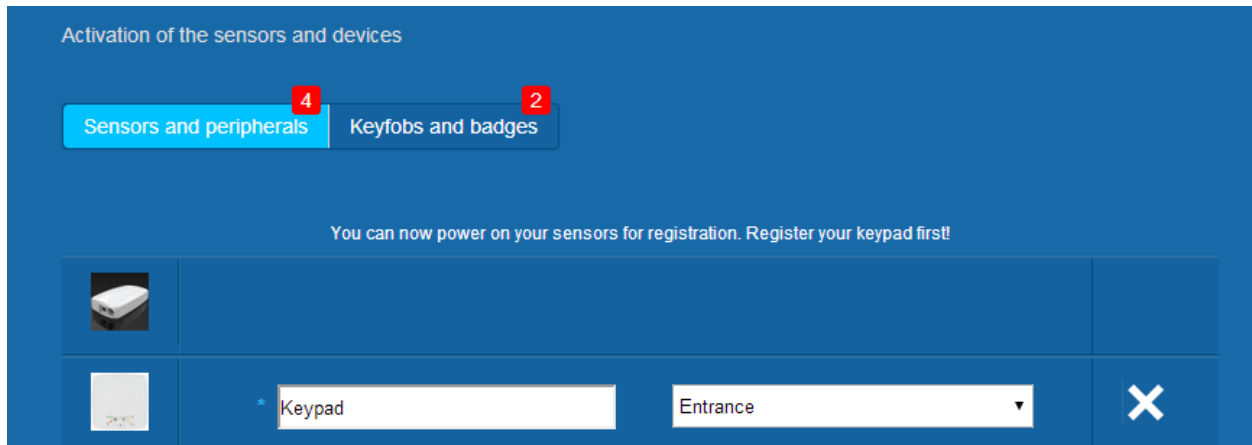 Activation of the sensors and devices
4
2
Sensors and peripherals
Keyfobs and badges
You can now power on your sensors for registration. Register your keypad first!
* Keypad
Entrance